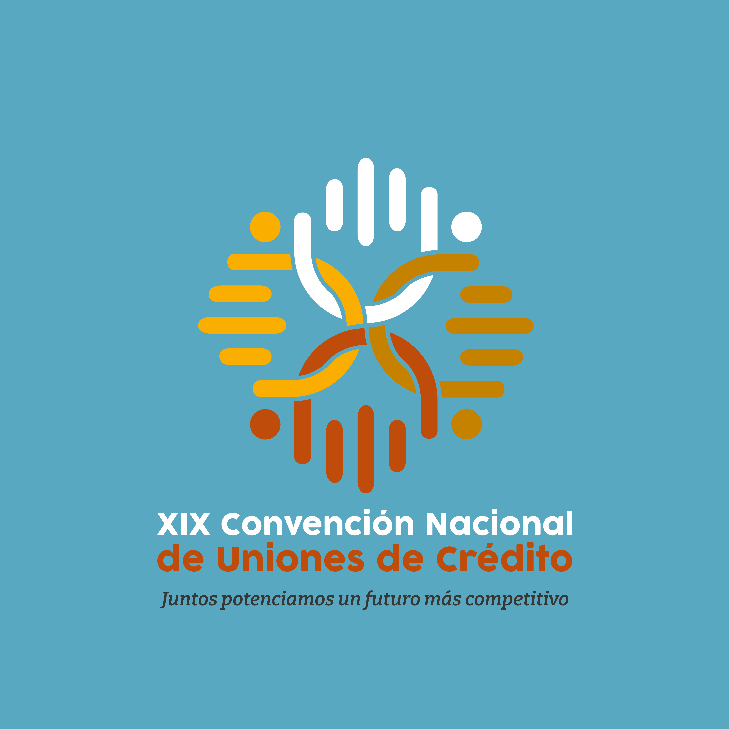 XIX Convención Nacional
de Uniones de Crédito
Juntos potenciamos un futuro más competitivo